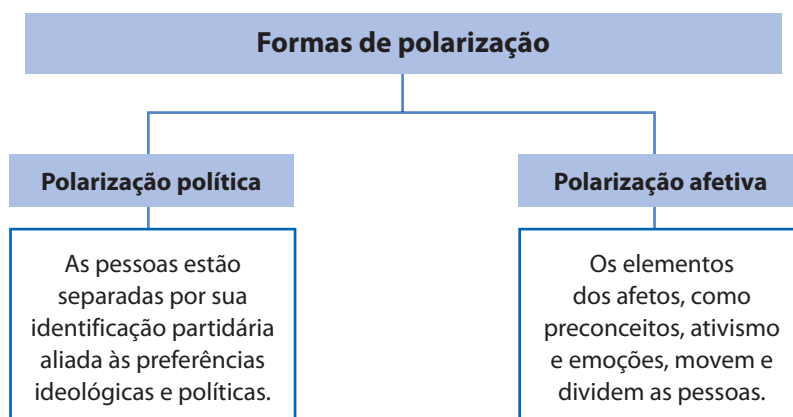 Formas de polarização
Polarização política
As pessoas estão
separadas por sua
identificação partidária
aliada às preferências
ideológicas e políticas.
Polarização afetiva
Os elementos
dos afetos, como
preconceitos, ativismo
e emoções, movem e
dividem as pessoas.